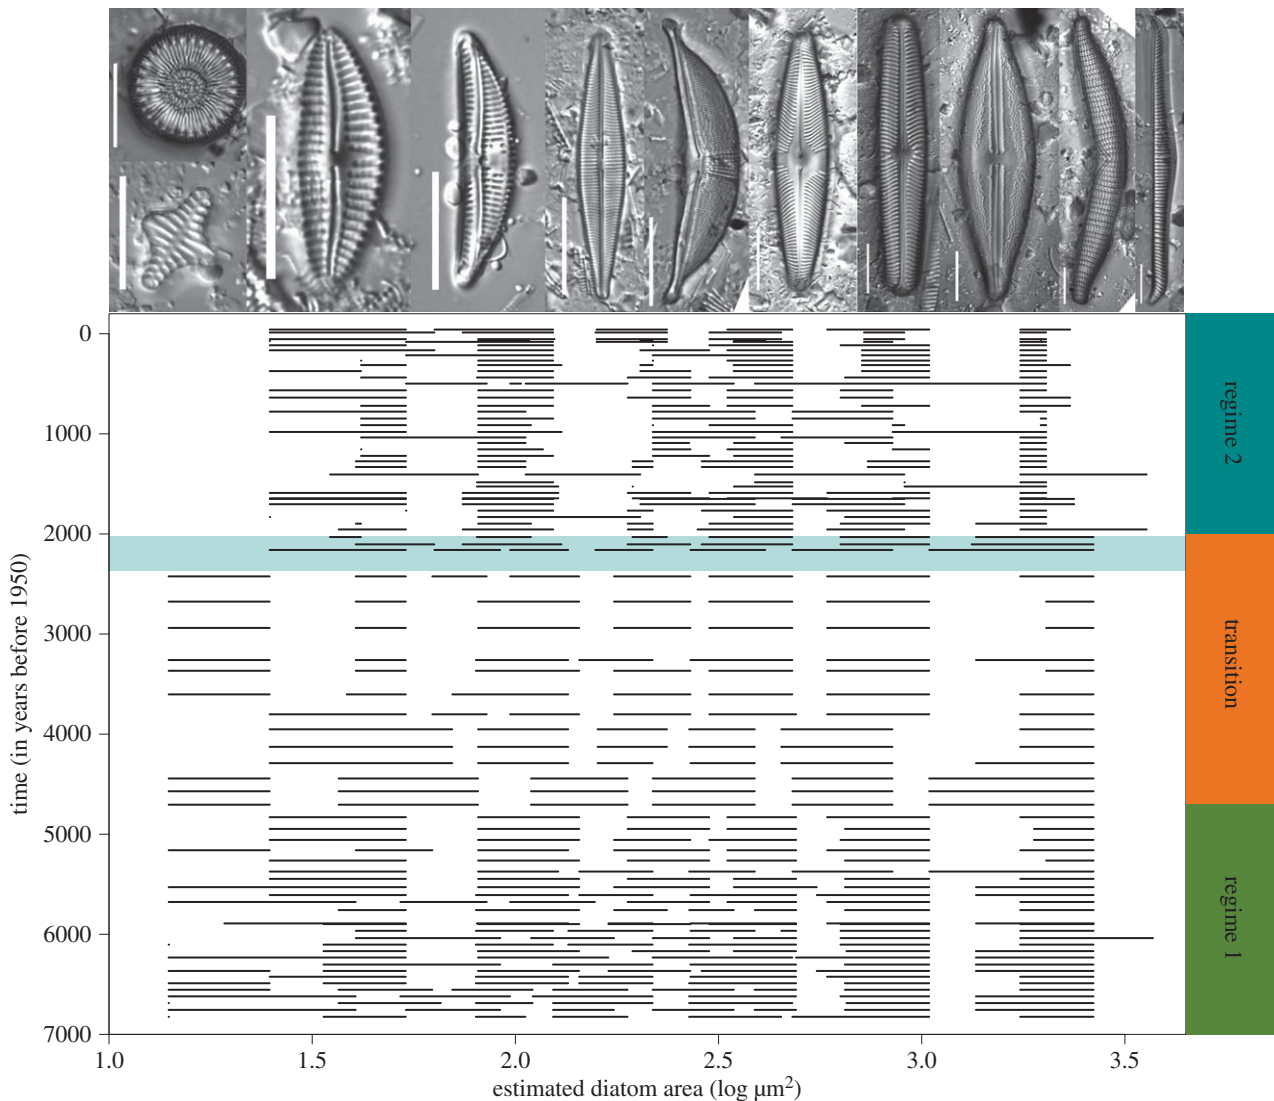 0
1000
2000
3000
4000
5000
6000
7000
time (in years before 1950)
1.0 1.5 2.0 2.5 3.0 3.5
estimated diatom area (log µm²)
regime 2
transition
regime 1